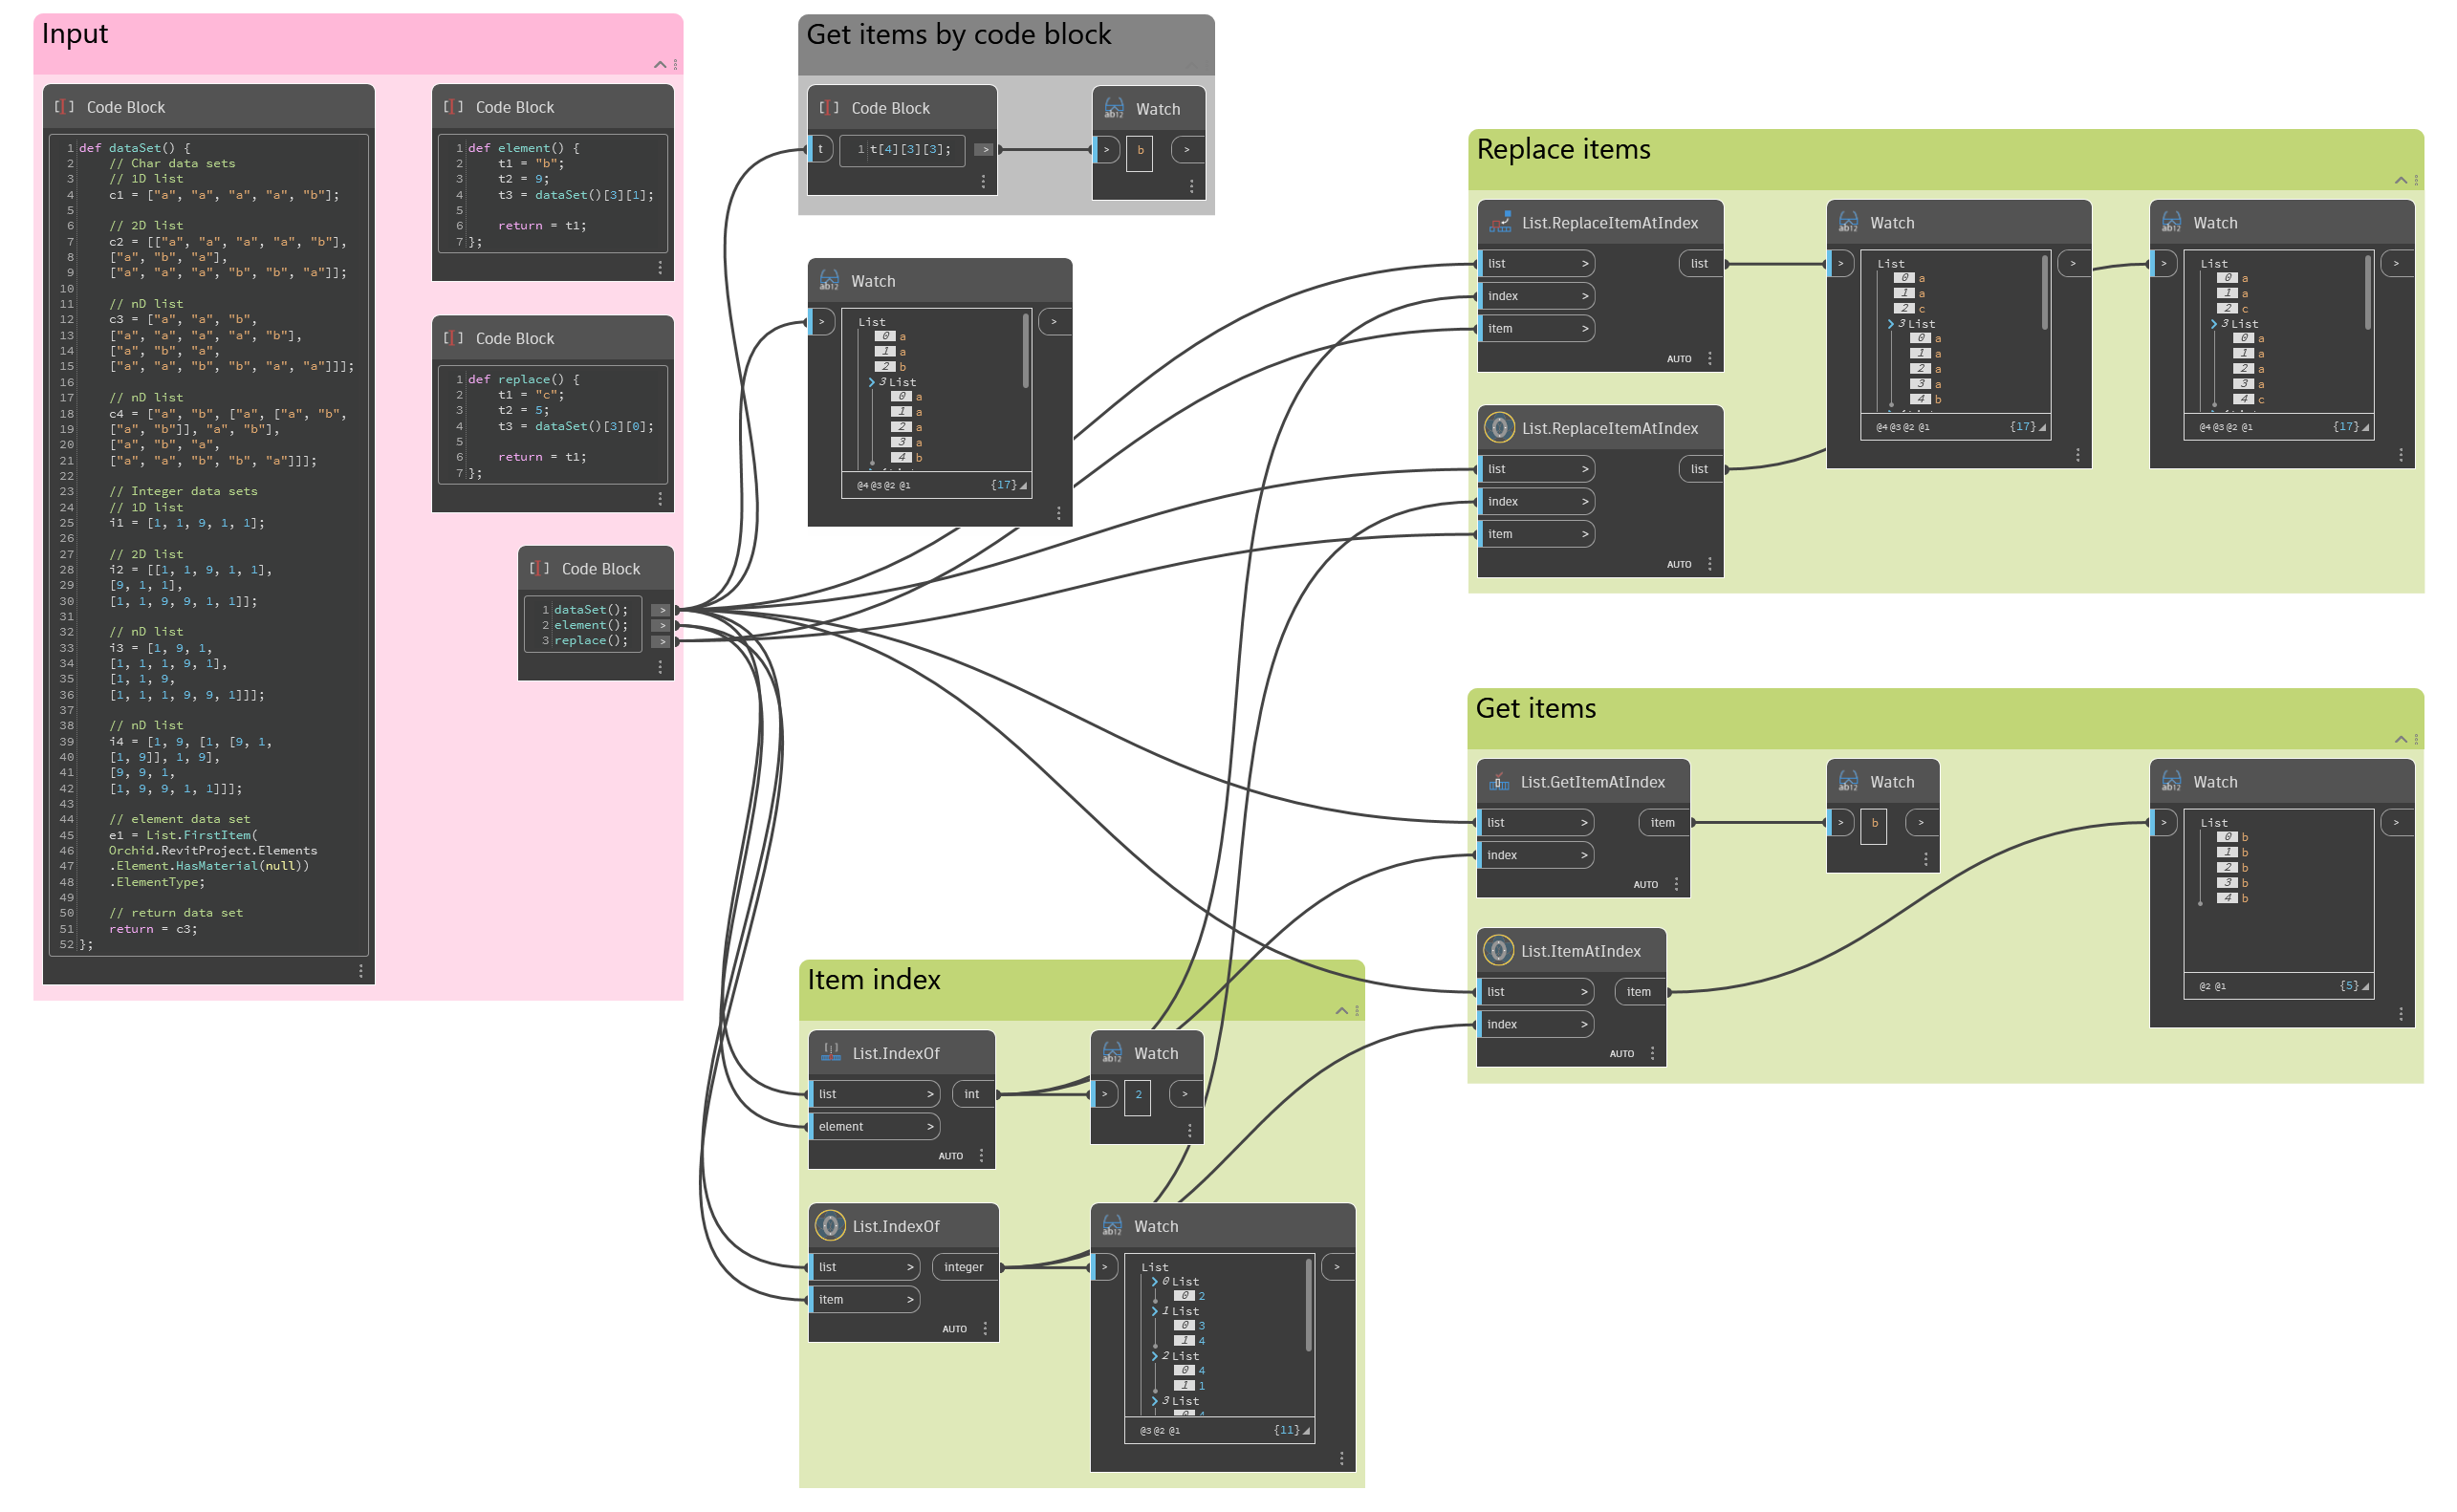 Input
Code Block
1 def dataSet() {
2 // Char data sets
3 // 1D list
4 c1 = ["a", "a", "a", "a", "b"];
5
6 // 2D list
7 c2 = [["a", "a", "a", "a", "b"],
8 ["a", "b", "a"],
9 ["a", "a", "a", "b", "b", "a"]];
10
11 // nD list
12 c3 = ["a", "a", "b",
13 ["a", "a", "a", "a", "b"],
14 ["a", "b", "a",
15 ["a", "a", "b", "b", "a", "a"]]];
16
17 // nD list
18 c4 = ["a", "b", ["a", ["a", "b",
19 ["a", "b"]], "a", "b"],
20 ["a", "b", "a",
21 ["a", "a", "b", "b", "a"]]];
22
23 // Integer data sets
24 // 1D list
25 i1 = [1, 1, 9, 1, 1];
26
27 // 2D list
28 i2 = [[1, 1, 9, 1, 1],
29 [9, 1, 1],
30 [1, 1, 9, 9, 1, 1]];
31
32 // nD list
33 i3 = [1, 9, 1,
34 [1, 1, 1, 9, 1],
35 [1, 1, 9,
36 [1, 1, 1, 9, 9, 1]]];
37
38 // nD list
39 i4 = [1, 9, [1, [9, 1,
40 [1, 9]], 1, 9],
41 [9, 9, 1,
42 [1, 9, 9, 1, 1]]];
43
44 // element data set
45 e1 = List.FirstItem(
46 Orchid.RevitProject.Elements
47 .Element.HasMaterial(null))
48 .ElementType;
49
50 // return data set
51 return = c3;
52 };
Code Block
1 def element() {
2 t1 = "b";
3 t2 = 9;
4 t3 = dataSet()[3][1];
5
6 return = t1;
7 };
Code Block
1 def replace() {
2 t1 = "c";
3 t2 = 5;
4 t3 = dataSet()[3][0];
5
6 return = t1;
7 };
Code Block
1 dataSet(); >
2 element(); >
3 replace(); >
Get items by code block
Code Block
t 1 t[4][3][3]; >
Watch
> b >
Watch
> List >
0 a
1 a
2 b
3 List
0 a
1 a
2 a
3 a
4 b
@4 @3 @2 @1 {17}
Replace items
List.ReplaceItemAtIndex
list > list
index >
item >
AUTO
Watch
> List >
0 a
1 a
2 c
3 List
0 a
1 a
2 a
3 a
4 b
@4 @3 @2 @1 {17}
Watch
> List >
0 a
1 a
2 c
3 List
0 a
1 a
2 a
3 a
4 c
@4 @3 @2 @1 {17}
List.ReplaceItemAtIndex
list > list
index >
item >
AUTO
Get items
List.GetItemAtIndex
list > item
index >
AUTO
Watch
> b >
Watch
> List >
0 b
1 b
2 b
3 b
4 b
@2 @1 {5}
List.ItemAtIndex
list > item
index >
AUTO
Item index
List.IndexOf
list > int
element >
AUTO
Watch
> 2 >
List.IndexOf
list > integer
item >
AUTO
Watch
> List >
0 List
0 2
1 List
0 3
1 4
2 List
0 4
1 1
3 List
@3 @2 @1 {11}